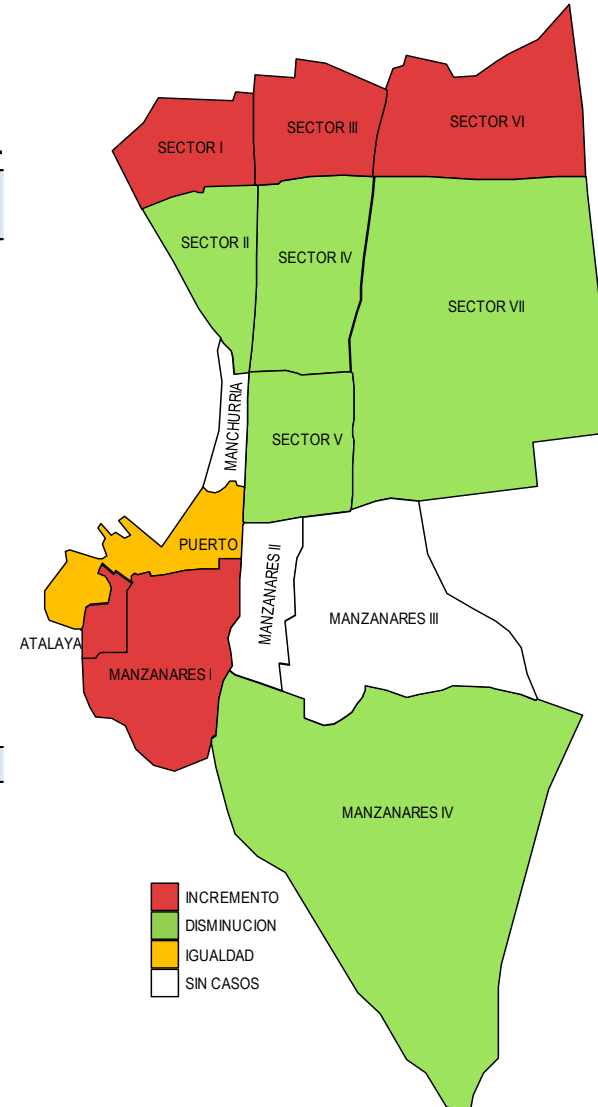 SECTOR VI
SECTOR III
SECTOR I
SECTOR II
SECTOR IV
SECTOR VII
MANCHURRIA
SECTOR V
PUERTO
MANZANARES II
MANZANARES III
ATALAYA
MANZANARES I
MANZANARES IV
INCREMENTO
DISMINUCION
IGUALDAD
SIN CASOS